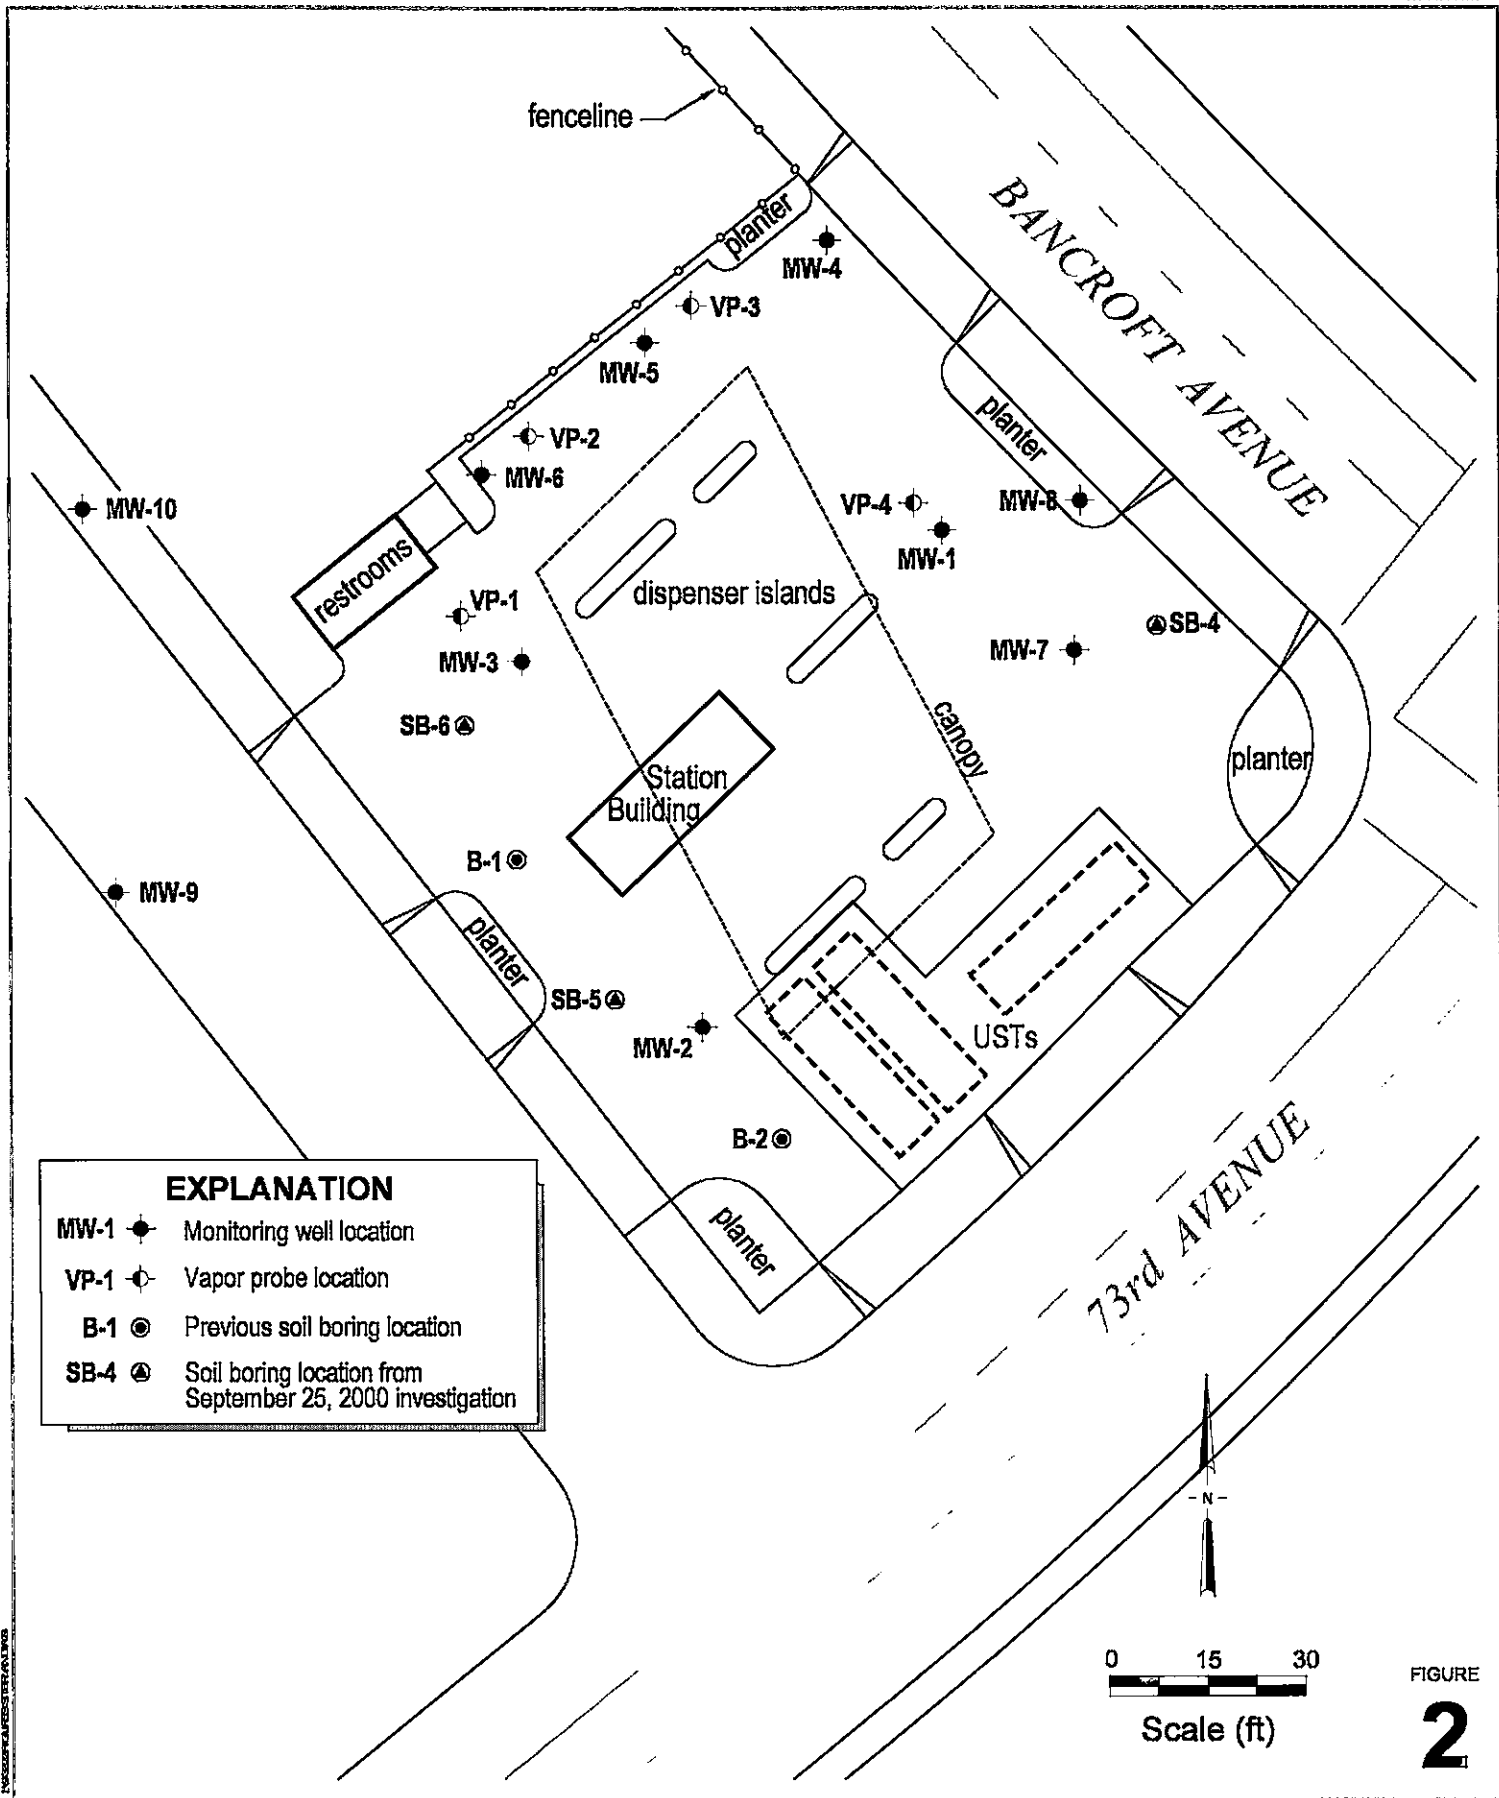 fenceline
planter
BANCROFT AVENUE
MW-4
VP-3
MW-5
planter
VP-2
MW-6
MW-10
VP-4
MW-8
MW-1
restrooms
dispenser islands
VP-1
SB-4
MW-7
MW-3
canopy
SB-6
planter
Station
Building
B-1
MW-9
planter
SB-5
USTs
MW-2
B-2
73rd AVENUE
planter
EXPLANATION
MW-1 Monitoring well location
VP-1 Vapor probe location
B-1 Previous soil boring location
SB-4 Soil boring location from
September 25, 2000 investigation
N
0 15 30
Scale (ft)
FIGURE
2